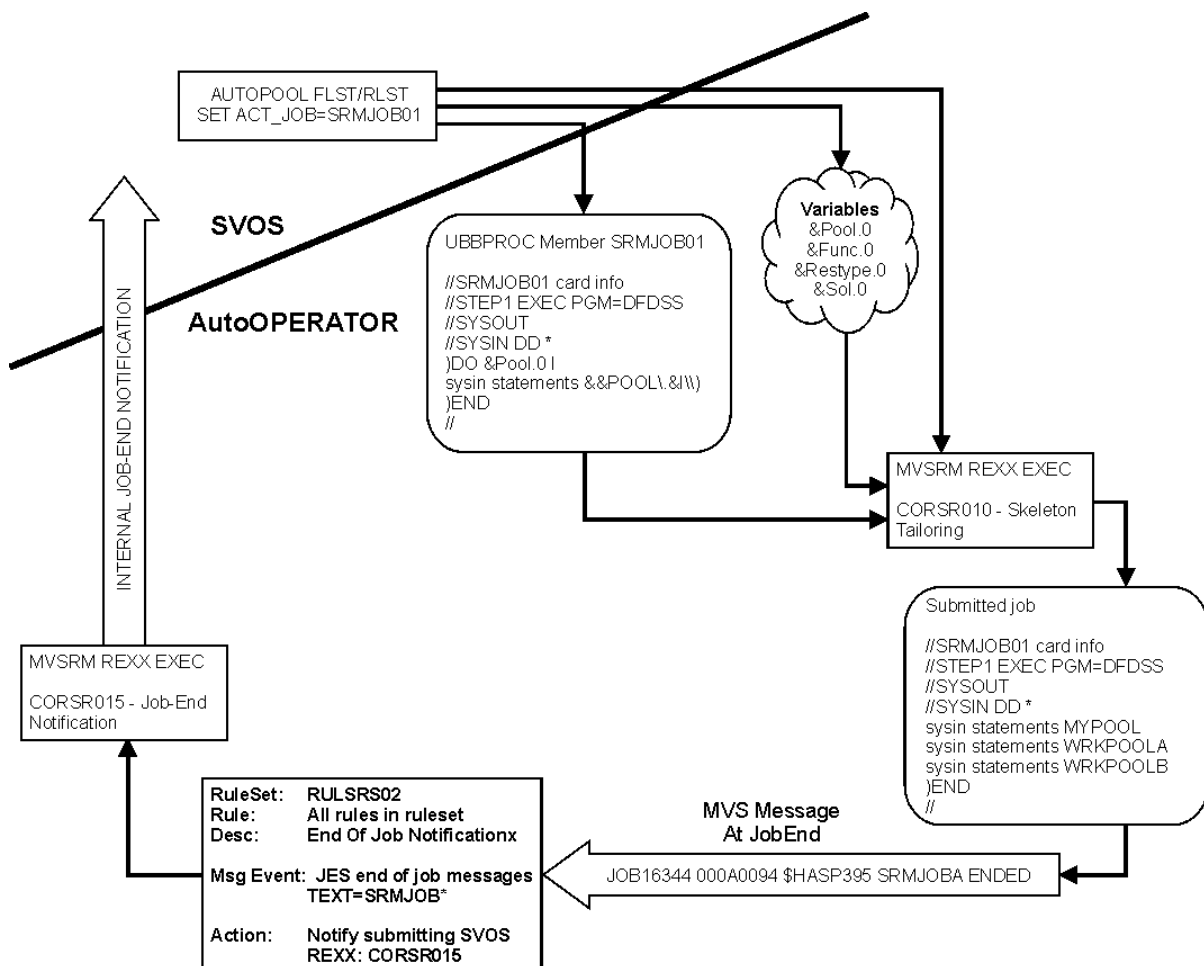 AUTOPOOL FLST/RLST
SET ACT_JOB=SRMJOB01
SVOS
AutoOPERATOR
INTERNAL JOB-END NOTIFICATION
UBBPROC Member SRMJOB01
//SRMJOB01 card info
//STEP1 EXEC PGM=DFDSS
//SYSOUT
//SYSIN DD *
)DO &Pool.0 I
sysin statements &&POOL\.&I\\)
)END
//
Variables
&Pool.0
&Func.0
&Restype.0
&Sol.0
MVSRM REXX EXEC
CORSR010 - Skeleton
Tailoring
Submitted job
//SRMJOB01 card info
//STEP1 EXEC PGM=DFDSS
//SYSOUT
//SYSIN DD *
sysin statements MYPOOL
sysin statements WRKPOOLA
sysin statements WRKPOOLB
)END
//
MVS Message
At JobEnd
JOB16344 000A0094 $HASP395 SRMJOBA ENDED
RuleSet: RULSRS02
Rule: All rules in ruleset
Desc: End Of Job Notificationx
Msg Event: JES end of job messages
TEXT=SRMJOB*
Action: Notify submitting SVOS
REXX: CORSR015
MVSRM REXX EXEC
CORSR015 - Job-End
Notification